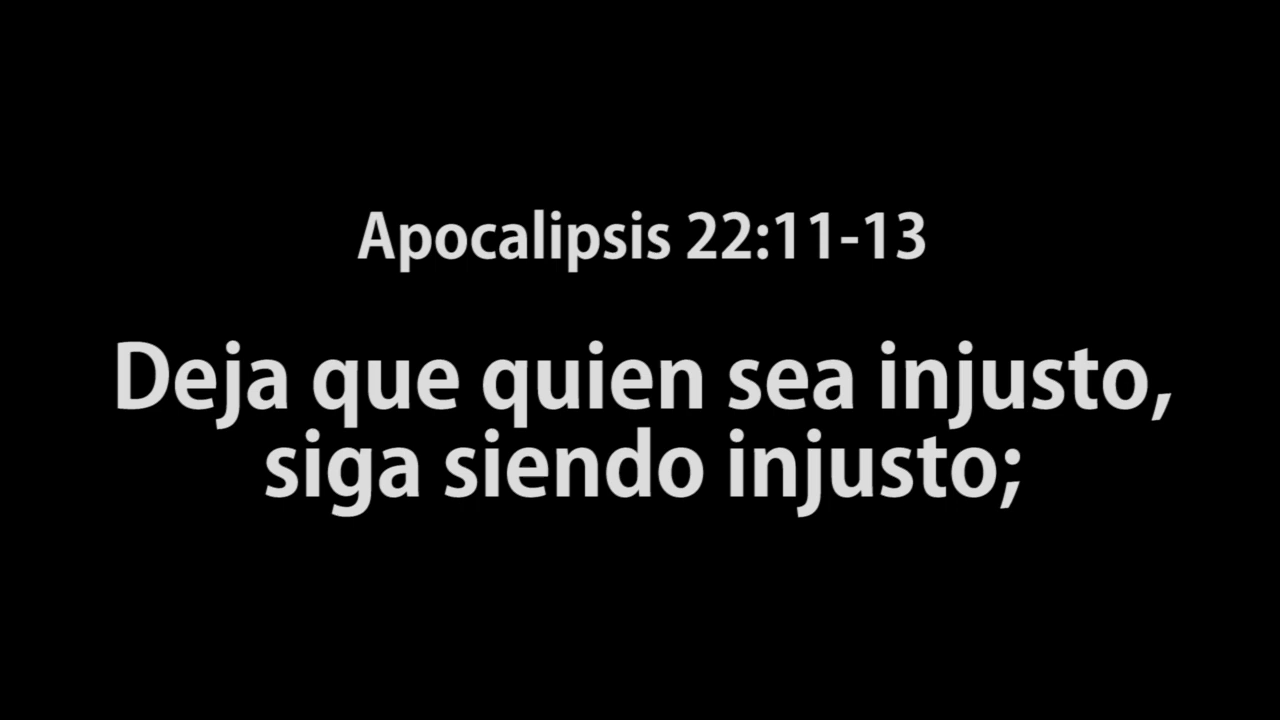 Apocalipsis 22:11-13
Deja que quien sea injusto,
siga siendo injusto;